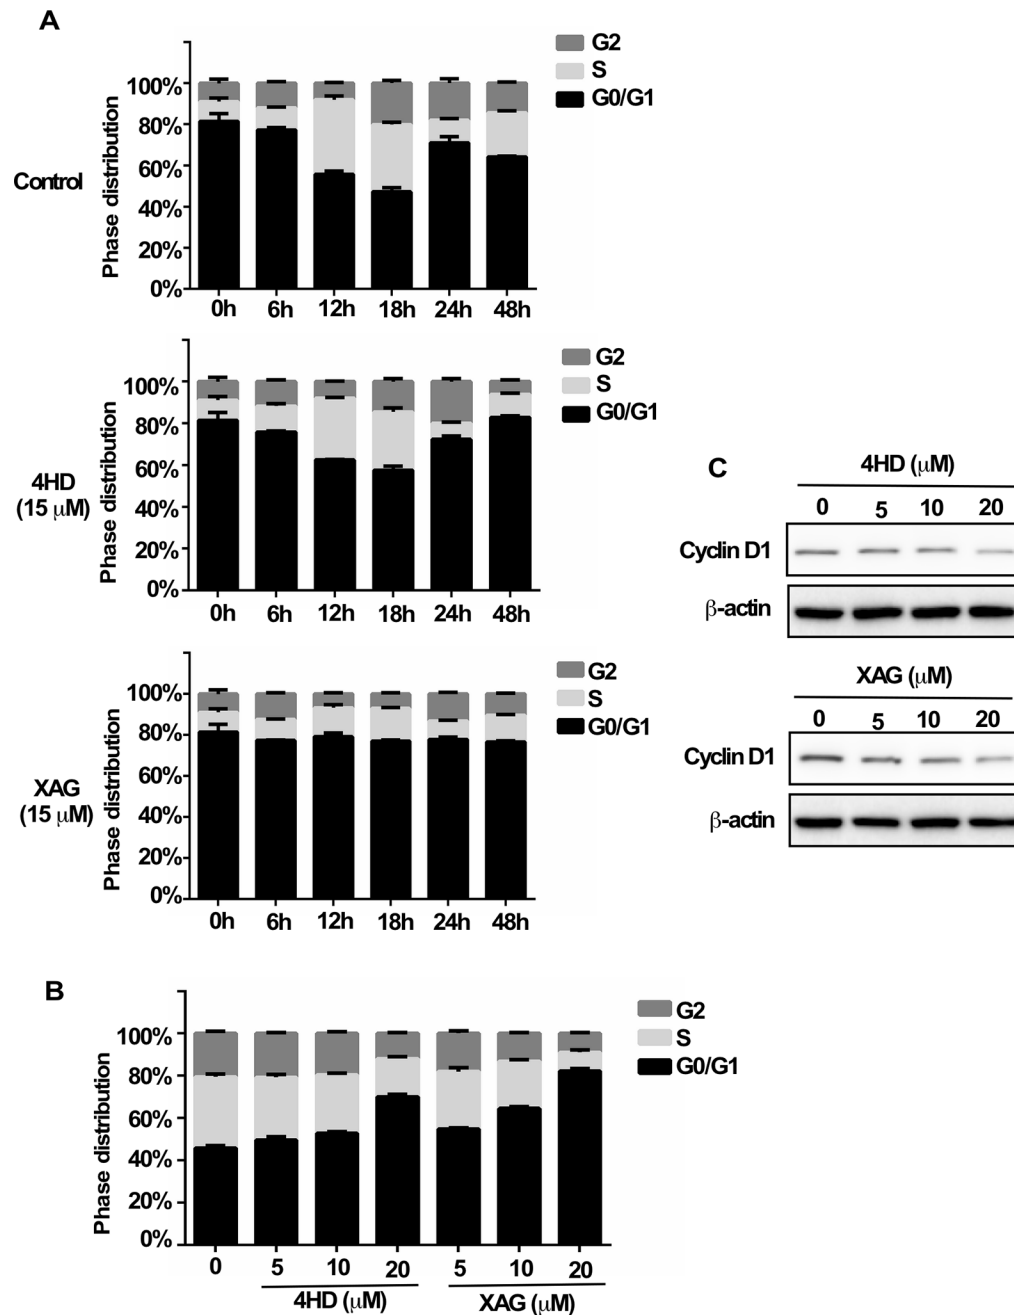 A
G2
S
G0/G1
Control
Phase distribution
100%
80%
60%
40%
20%
0%
0h 6h 12h 18h 24h 48h
G2
S
G0/G1
4HD
(15 μM)
Phase distribution
100%
80%
60%
40%
20%
0%
0h 6h 12h 18h 24h 48h
G2
S
G0/G1
XAG
(15 μM)
Phase distribution
100%
80%
60%
40%
20%
0%
0h 6h 12h 18h 24h 48h
C
4HD (μM)
0 5 10 20
Cyclin D1
β-actin
XAG (μM)
0 5 10 20
Cyclin D1
β-actin
B
G2
S
G0/G1
Phase distribution
100%
80%
60%
40%
20%
0%
0 5 10 20 5 10 20
4HD (μM) XAG (μM)